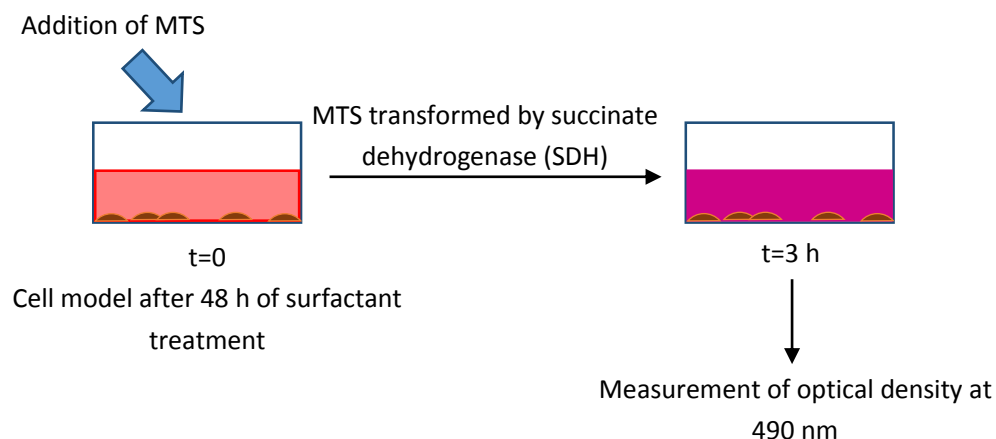 Addition of MTS
MTS transformed by succinate
dehydrogenase (SDH)
t=0
Cell model after 48 h of surfactant
treatment
t=3 h
Measurement of optical density at
490 nm